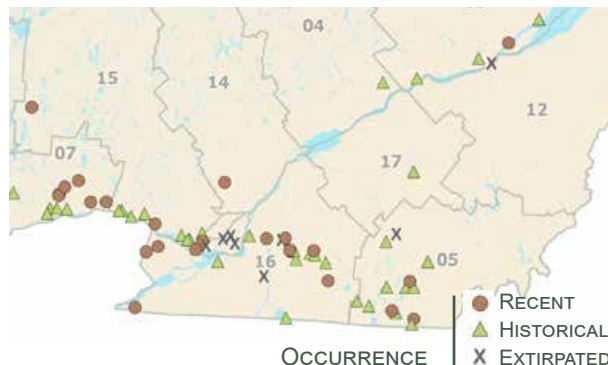 04
15
14
12
07
17
16
05
RECENT
HISTORICAL
OCCURRENCE
EXTIRPATED